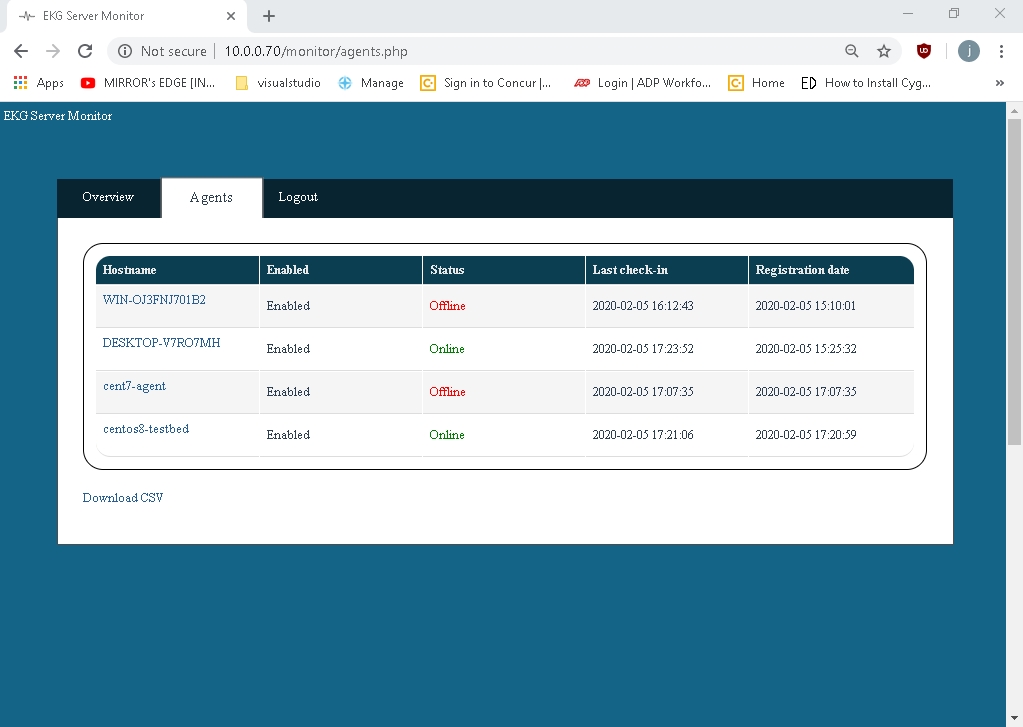 EKG Server Monitor
Not secure | 10.0.0.70/monitor/agents.php
j
Apps MIRROR's EDGE [IN... visualstudio Manage Sign in to Concur |... Login | ADP Workfo... Home ED How to Install Cyg... »
EKG Server Monitor
Overview Agents Logout
Hostname Enabled Status Last check-in Registration date
WIN-OJ3FNJ701B2 Enabled Offline 2020-02-05 16:12:43 2020-02-05 15:10:01
DESKTOP-V7RO7MH Enabled Online 2020-02-05 17:23:52 2020-02-05 15:25:32
cent7-agent Enabled Offline 2020-02-05 17:07:35 2020-02-05 17:07:35
centos8-testbed Enabled Online 2020-02-05 17:21:06 2020-02-05 17:20:59
Download CSV